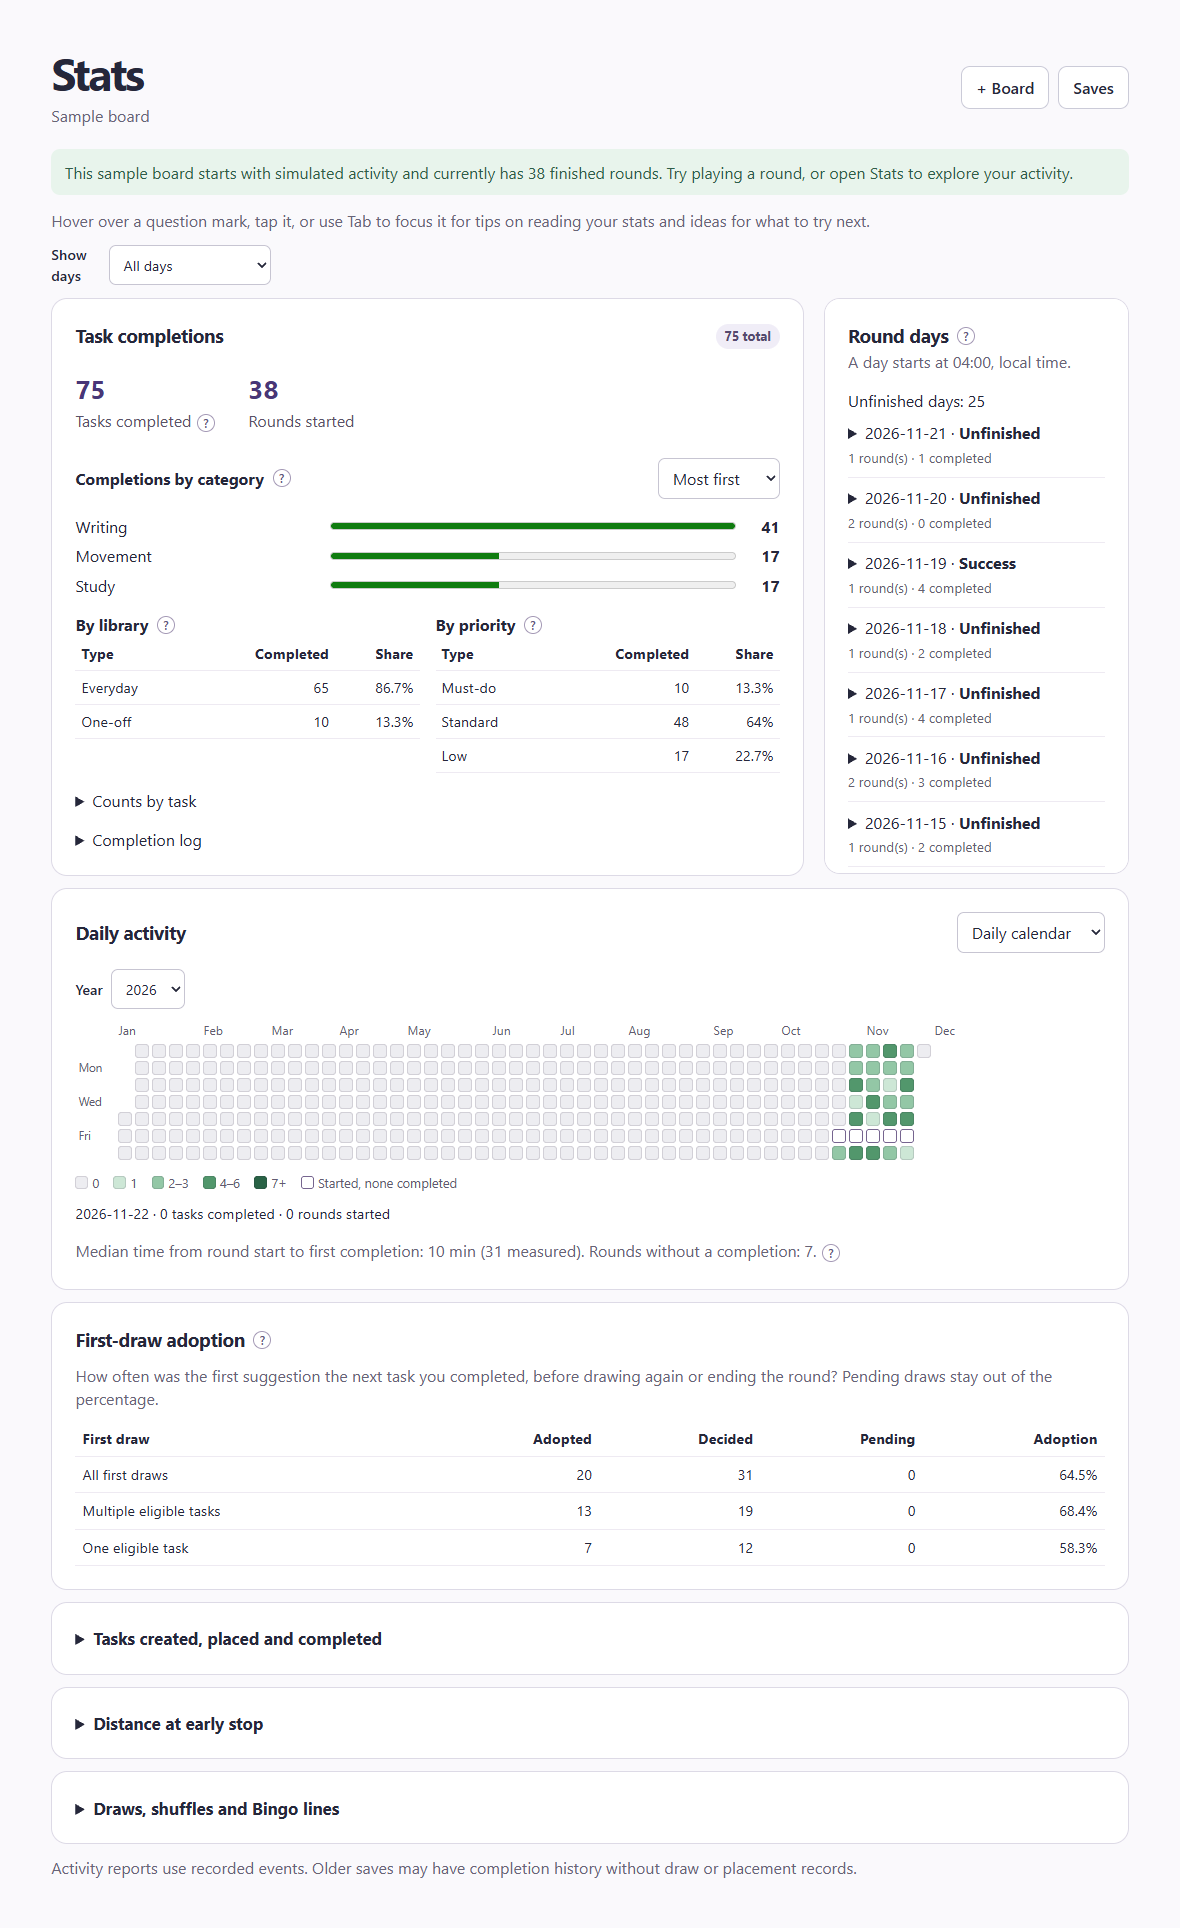 Stats
Sample board
+ Board
Saves
This sample board starts with simulated activity and currently has 38 finished rounds. Try playing a round, or open Stats to explore your activity.
Hover over a question mark, tap it, or use Tab to focus it for tips on reading your stats and ideas for what to try next.
Show days
All days
Task completions
75 total
75
Tasks completed ?
38
Rounds started
Completions by category ?
Most first
Writing 41
Movement 17
Study 17
By library ?
Type Completed Share
Everyday 65 86.7%
One-off 10 13.3%
By priority ?
Type Completed Share
Must-do 10 13.3%
Standard 48 64%
Low 17 22.7%
▶ Counts by task
▶ Completion log
Round days ?
A day starts at 04:00, local time.
Unfinished days: 25
▶ 2026-11-21 · Unfinished
1 round(s) · 1 completed
▶ 2026-11-20 · Unfinished
2 round(s) · 0 completed
▶ 2026-11-19 · Success
1 round(s) · 4 completed
▶ 2026-11-18 · Unfinished
1 round(s) · 2 completed
▶ 2026-11-17 · Unfinished
1 round(s) · 4 completed
▶ 2026-11-16 · Unfinished
2 round(s) · 3 completed
▶ 2026-11-15 · Unfinished
1 round(s) · 2 completed
Daily activity
Daily calendar
Year 2026
Jan Feb Mar Apr May Jun Jul Aug Sep Oct Nov Dec
Mon
Wed
Fri
0 1 2–3 4–6 7+ Started, none completed
2026-11-22 · 0 tasks completed · 0 rounds started
Median time from round start to first completion: 10 min (31 measured). Rounds without a completion: 7. ?
First-draw adoption ?
How often was the first suggestion the next task you completed, before drawing again or ending the round? Pending draws stay out of the
percentage.
First draw Adopted Decided Pending Adoption
All first draws 20 31 0 64.5%
Multiple eligible tasks 13 19 0 68.4%
One eligible task 7 12 0 58.3%
▶ Tasks created, placed and completed
▶ Distance at early stop
▶ Draws, shuffles and Bingo lines
Activity reports use recorded events. Older saves may have completion history without draw or placement records.